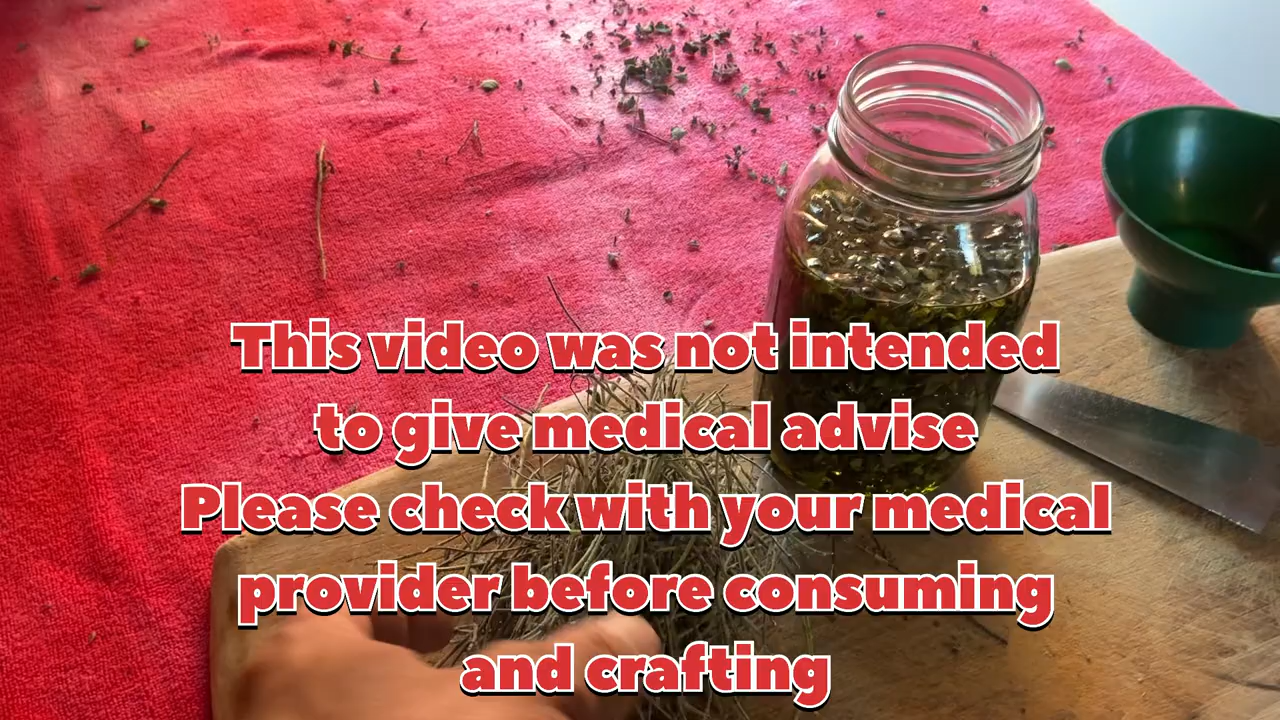 This video was not intended
to give medical advise
Please check with your medical
provider before consuming
and crafting